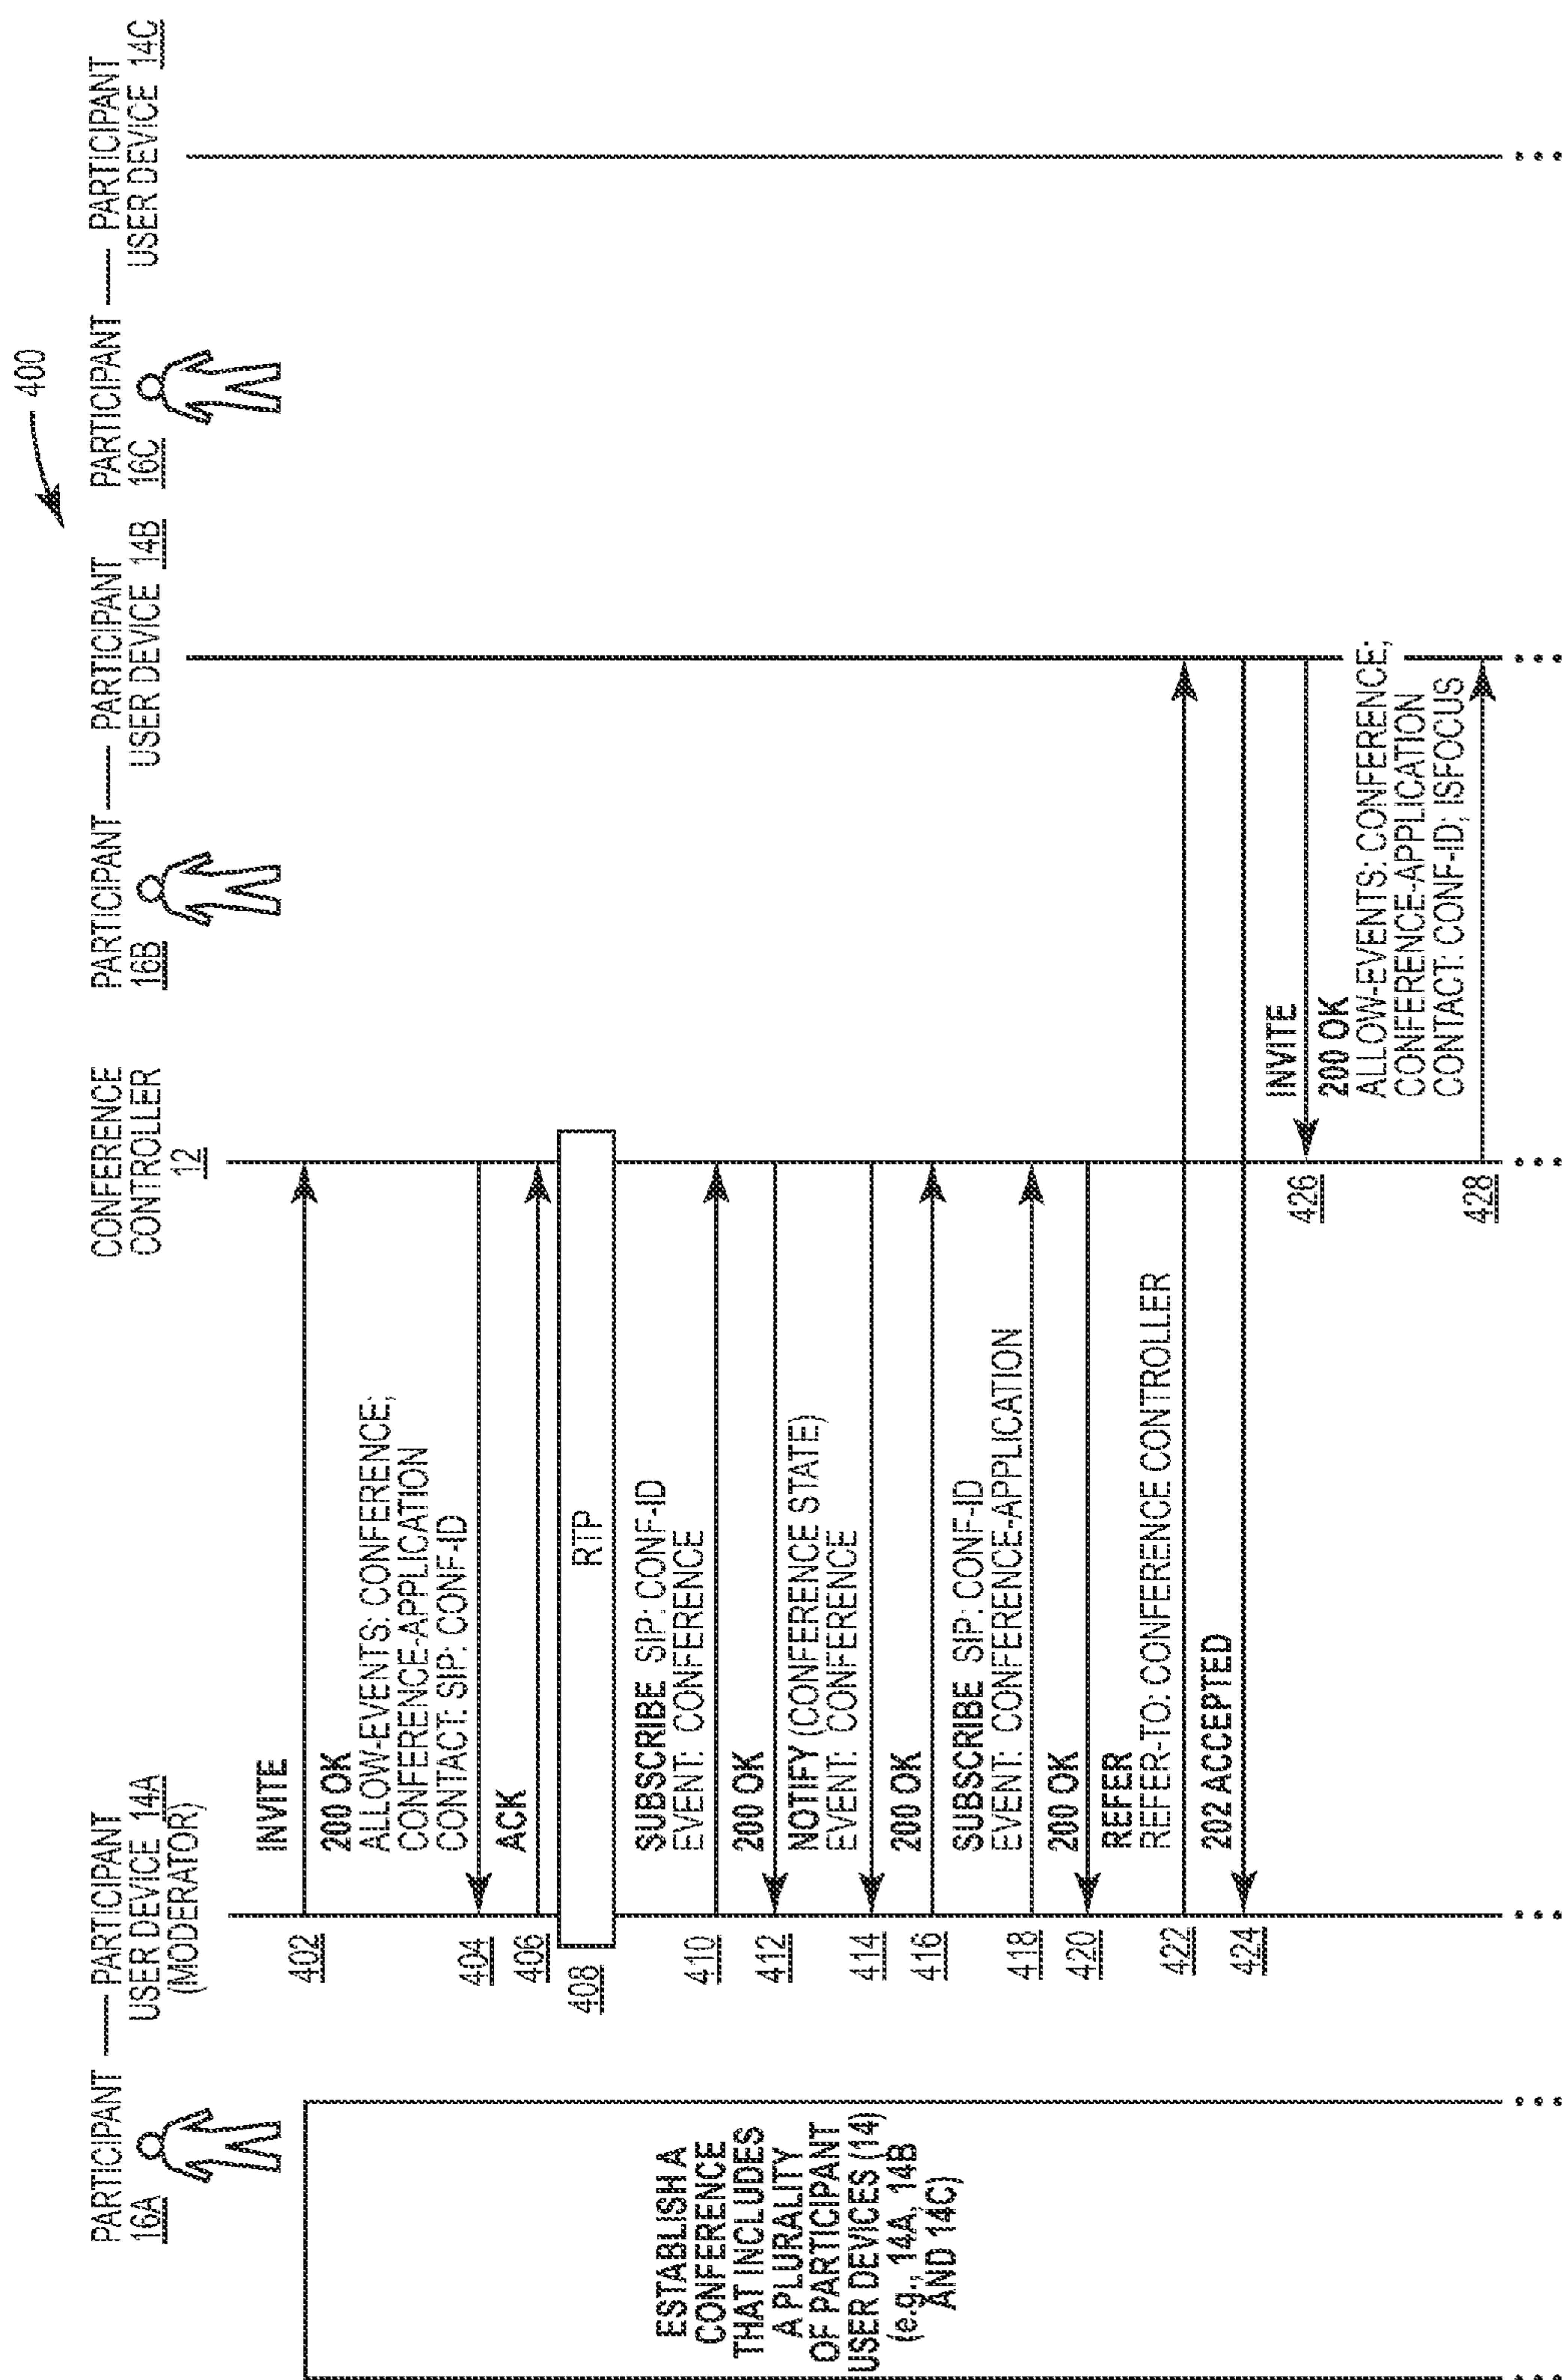 400
PARTICIPANT
16A
PARTICIPANT
USER DEVICE 14A
(MODERATOR)
CONFERENCE
CONTROLLER
12
PARTICIPANT
16B
PARTICIPANT
USER DEVICE 14B
PARTICIPANT
16C
PARTICIPANT
USER DEVICE 14C
ESTABLISH A
CONFERENCE
THAT INCLUDES
A PLURALITY
OF PARTICIPANT
USER DEVICES (14)
(e.g., 14A, 14B
AND 14C)
INVITE
402
200 OK
ALLOW-EVENTS: CONFERENCE;
CONFERENCE-APPLICATION
CONTACT: SIP: CONF-ID
404
ACK
406
RTP
408
SUBSCRIBE SIP: CONF-ID
EVENT: CONFERENCE
410
200 OK
412
NOTIFY (CONFERENCE STATE)
EVENT: CONFERENCE
414
200 OK
416
SUBSCRIBE SIP: CONF-ID
EVENT: CONFERENCE-APPLICATION
418
200 OK
420
REFER
REFER-TO: CONFERENCE CONTROLLER
422
202 ACCEPTED
424
INVITE
426
200 OK
ALLOW-EVENTS: CONFERENCE;
CONFERENCE-APPLICATION
CONTACT: CONF-ID; ISFOCUS
428